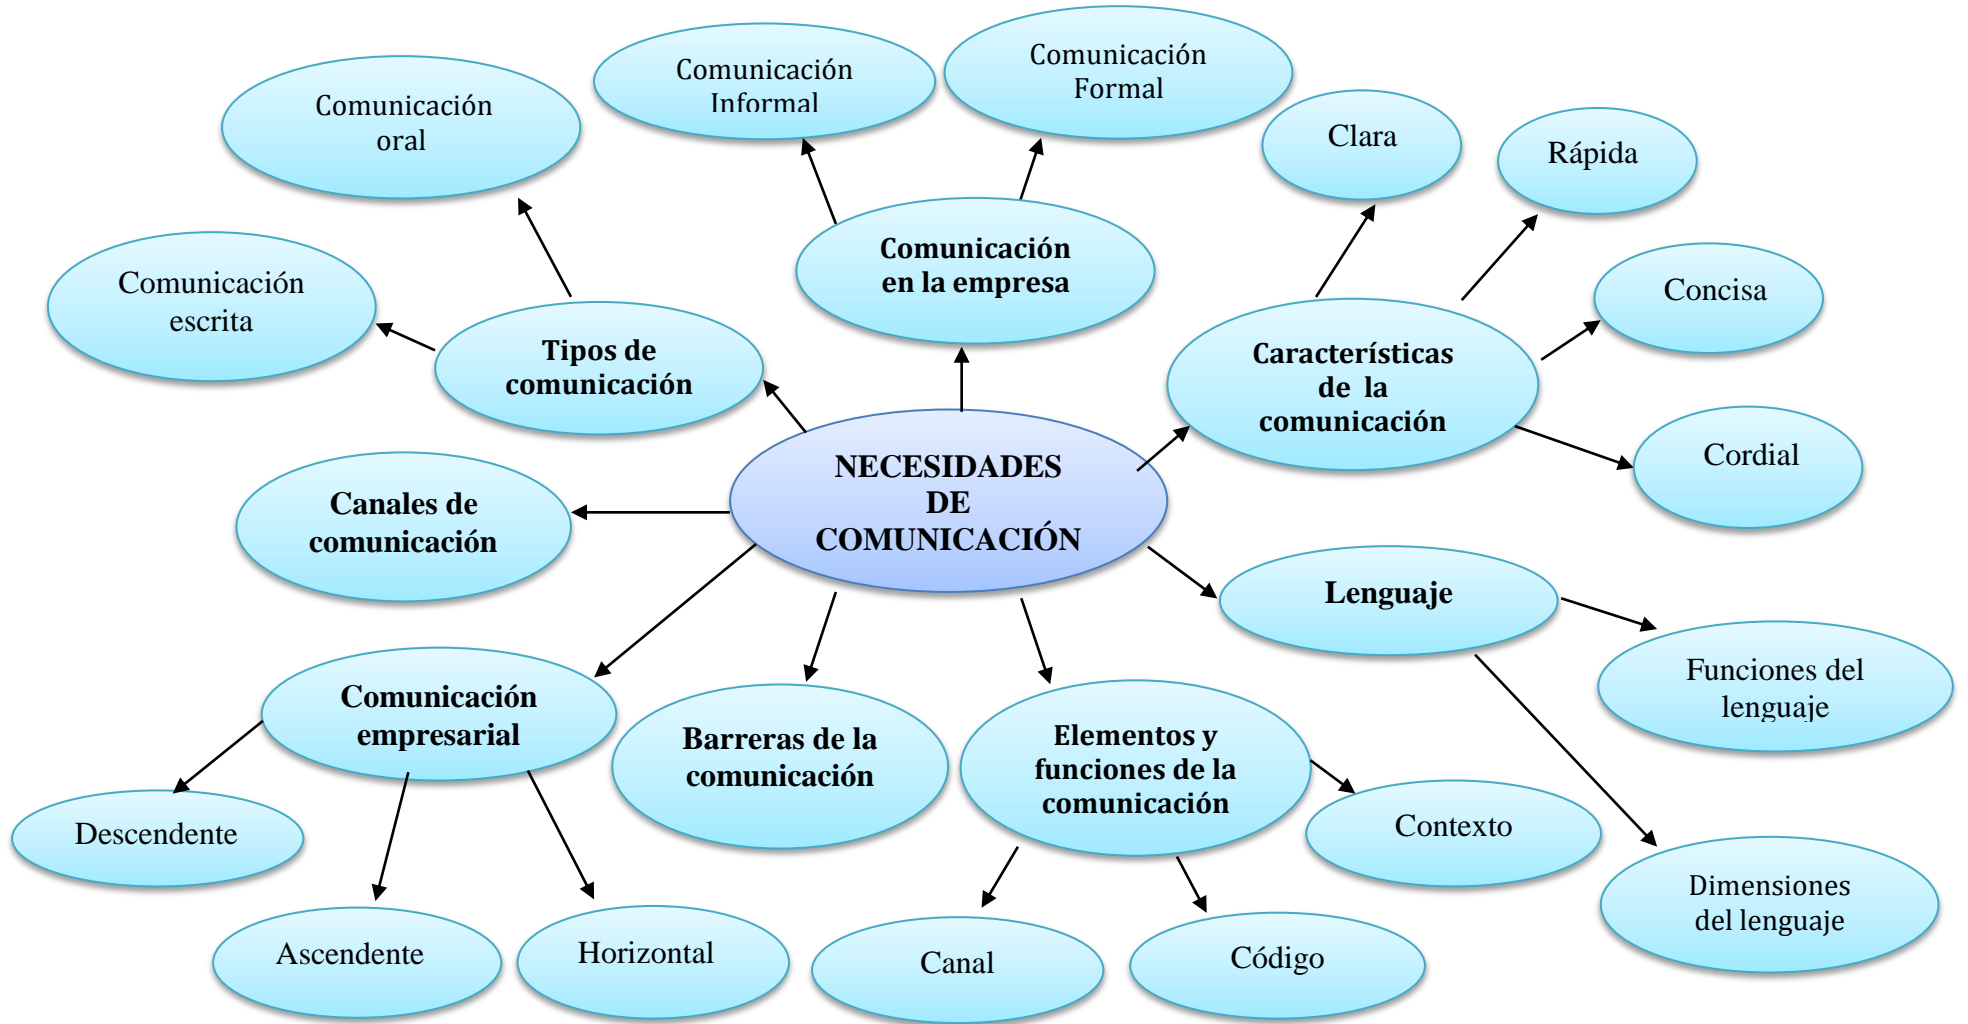 Comunicación
Formal
Comunicación
Informal
Comunicación
oral
Clara
Rápida
Comunicación
en la empresa
Comunicación
escrita
Concisa
Tipos de
comunicación
Características
de la
comunicación
Cordial
NECESIDADES
DE
COMUNICACIÓN
Canales de
comunicación
Lenguaje
Funciones del
lenguaje
Comunicación
empresarial
Barreras de la
comunicación
Elementos y
funciones de la
comunicación
Descendente
Contexto
Dimensiones
del lenguaje
Ascendente
Horizontal
Canal
Código